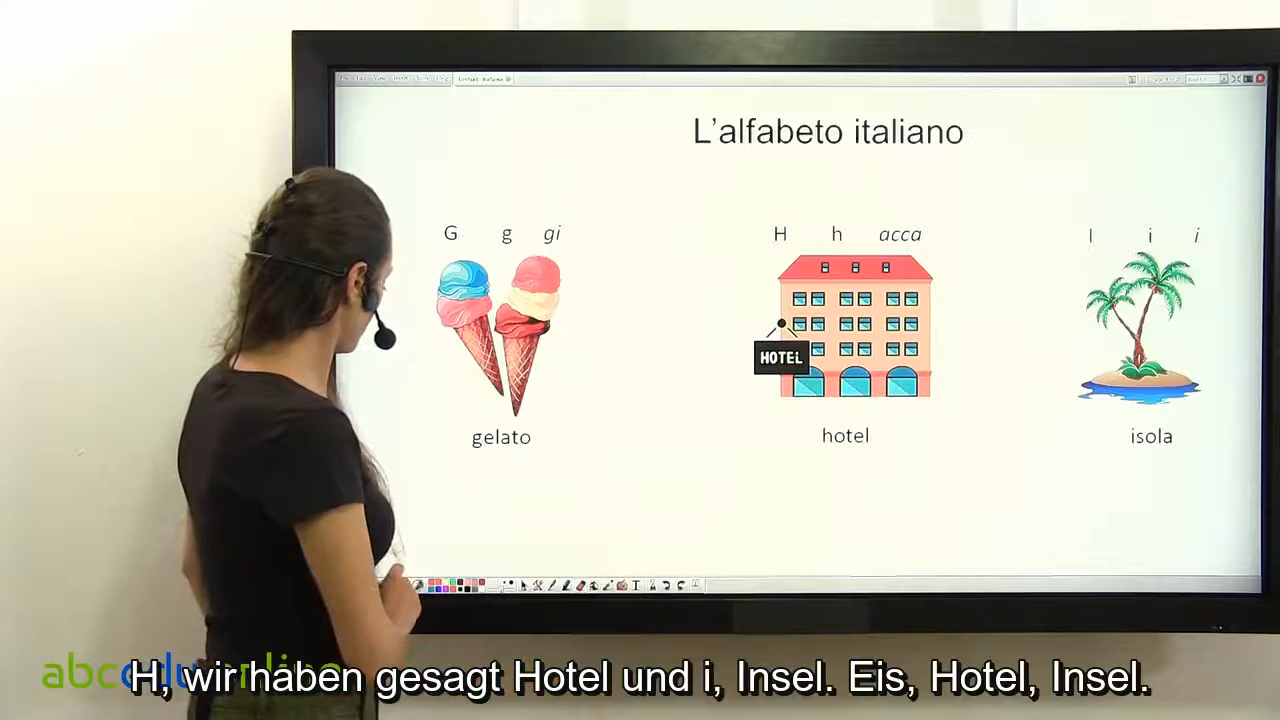 L'alfabeto italiano
G g gi
H h acca
I i i
HOTEL
gelato
hotel
isola
H, wir haben gesagt Hotel und i, Insel. Eis, Hotel, Insel.